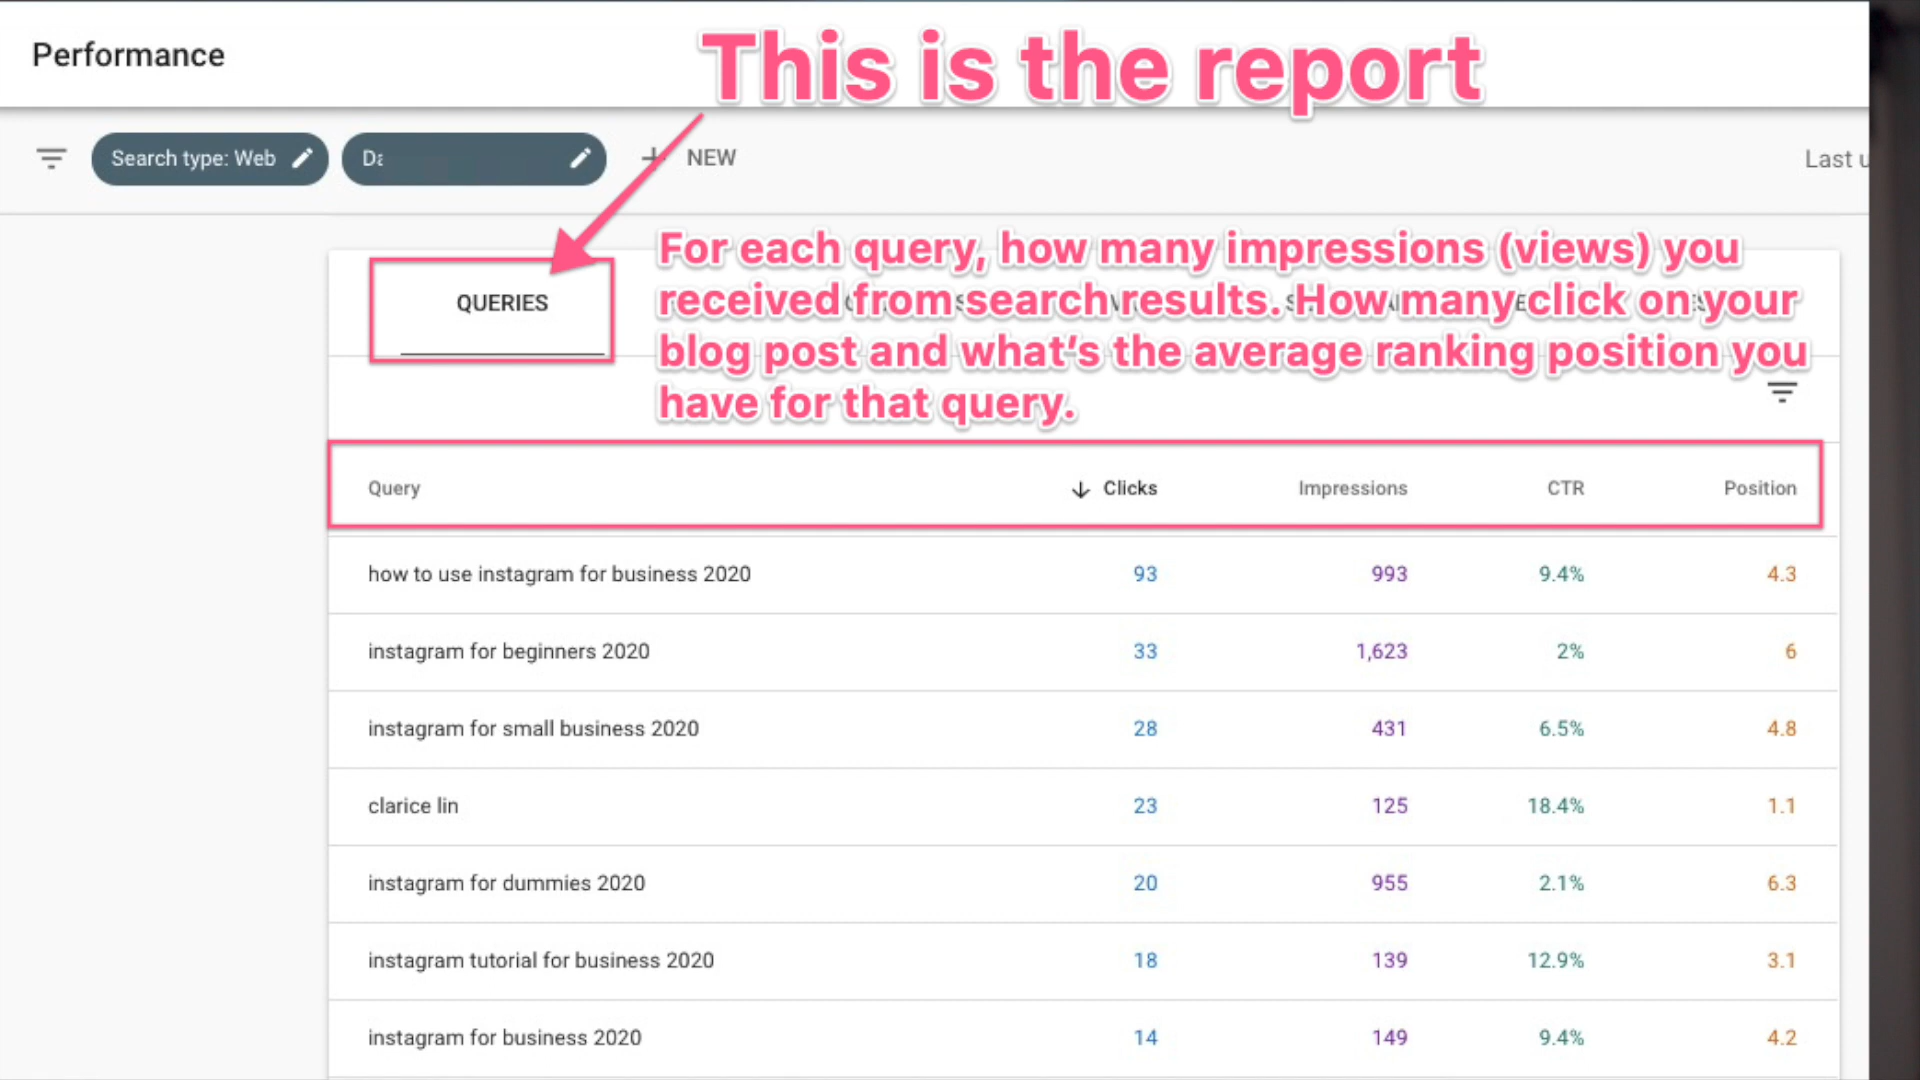 Performance
This is the report
Search type: Web
NEW
Last
For each query, how many impressions (views) you
QUERIES
received from search results. How many click on your
blog post and what's the average ranking position you
have for that query.
Query Clicks Impressions CTR Position
how to use instagram for business 2020 93 993 9.4% 4.3
instagram for beginners 2020 33 1,623 2% 6
instagram for small business 2020 28 431 6.5% 4.8
clarice lin 23 125 18.4% 1.1
instagram for dummies 2020 20 955 2.1% 6.3
instagram tutorial for business 2020 18 139 12.9% 3.1
instagram for business 2020 14 149 9.4% 4.2